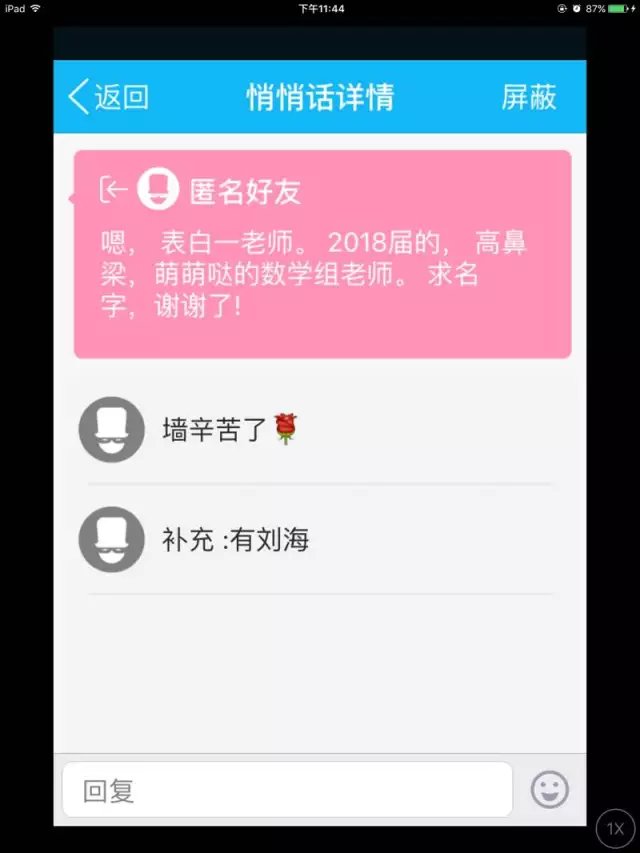 iPad 下午11:44 87%
返回 悄悄话详情 屏蔽
匿名好友
嗯， 表白一老师。 2018届的， 高鼻
梁，萌萌哒的数学组老师。 求名
字，谢谢了!
墙辛苦了🌹
补充 :有刘海
回复
1X